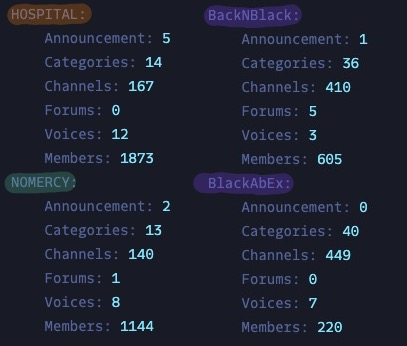 HOSPITAL:
Announcement: 5
Categories: 14
Channels: 167
Forums: 0
Voices: 12
Members: 1873
BackNBlack:
Announcement: 1
Categories: 36
Channels: 410
Forums: 5
Voices: 3
Members: 605
NOMERCY:
Announcement: 2
Categories: 13
Channels: 140
Forums: 1
Voices: 8
Members: 1144
BlackAbEx:
Announcement: 0
Categories: 40
Channels: 449
Forums: 0
Voices: 7
Members: 220